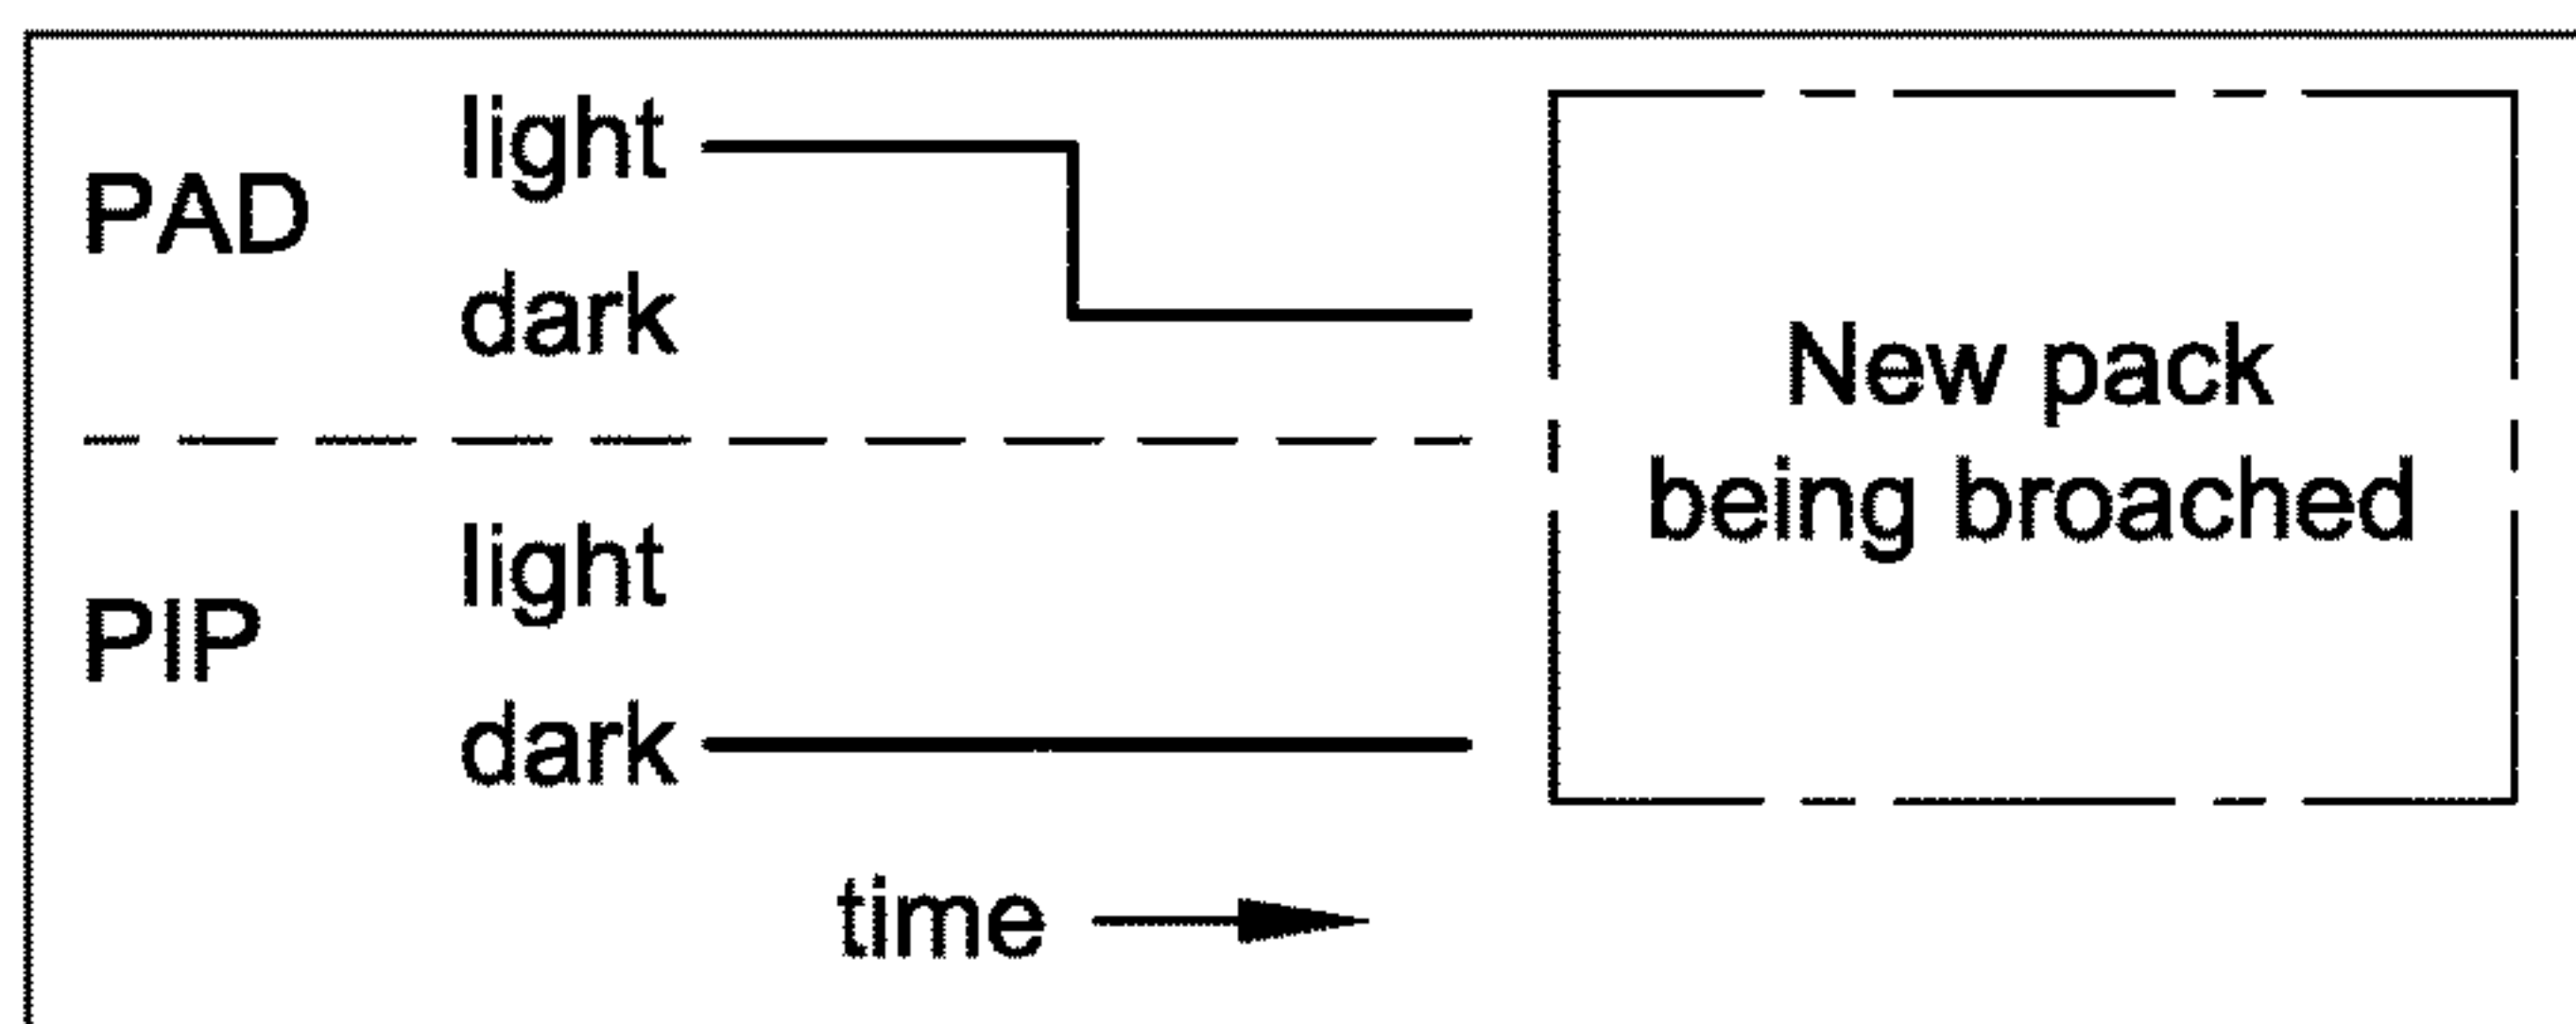 PAD
light
dark
PIP
light
dark
time
New pack
being broached